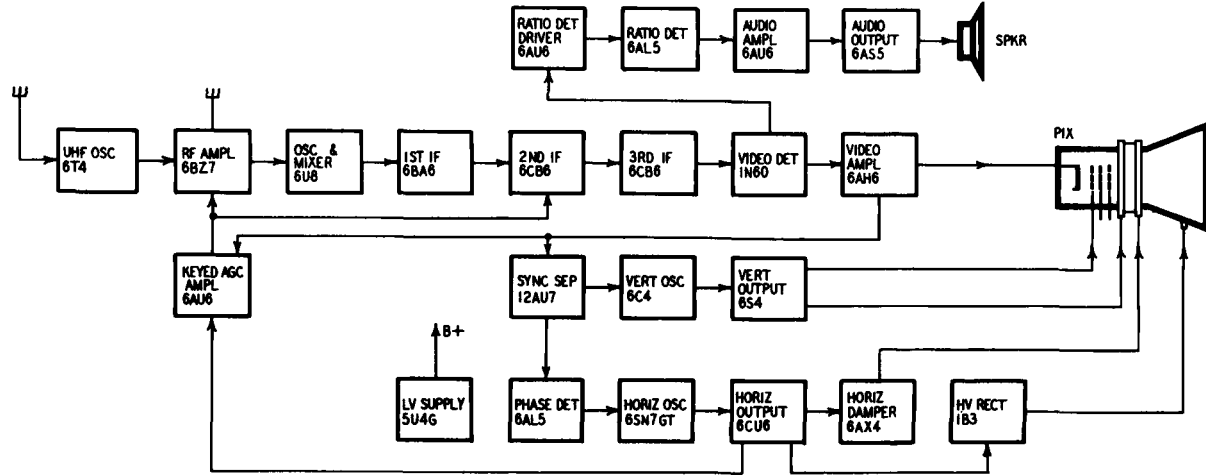 RATIO DET
DRIVER
6AU6
RATIO DET
6AL5
AUDIO
AMPL
6AU6
AUDIO
OUTPUT
6AS5
SPKR
UHF OSC
6T4
RF AMPL
6BZ7
OSC &
MIXER
6U8
1ST IF
6BA6
2ND IF
6CB6
3RD IF
6CB6
VIDEO DET
1N60
VIDEO
AMPL
6AH6
PIX
KEYED AGC
AMPL
6AU6
SYNC SEP
12AU7
VERT OSC
6C4
VERT
OUTPUT
6S4
B+
LV SUPPLY
5U4G
PHASE DET
6AL5
HORIZ OSC
6SN7GT
HORIZ
OUTPUT
6CU6
HORIZ
DAMPER
6AX4
HV RECT
1B3